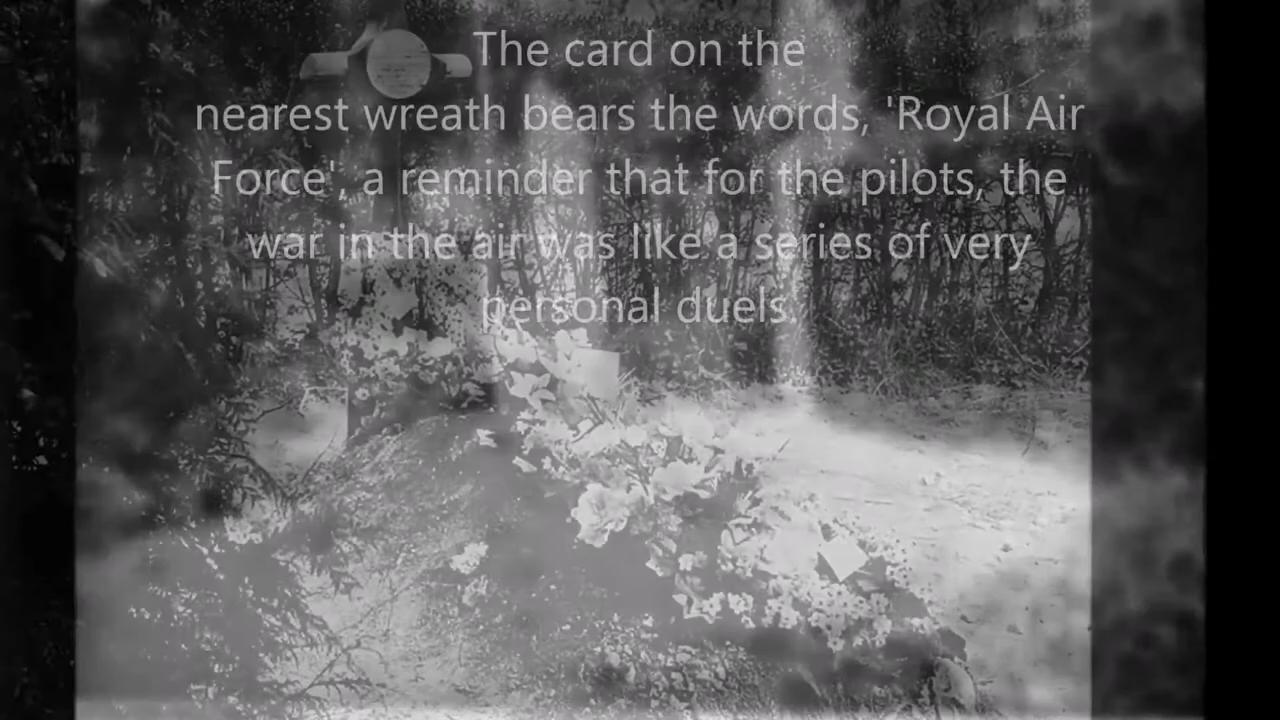 The card on the
nearest wreath bears the words, 'Royal Air
Force', a reminder that for the pilots, the
war in the air was like a series of very
personal duels.